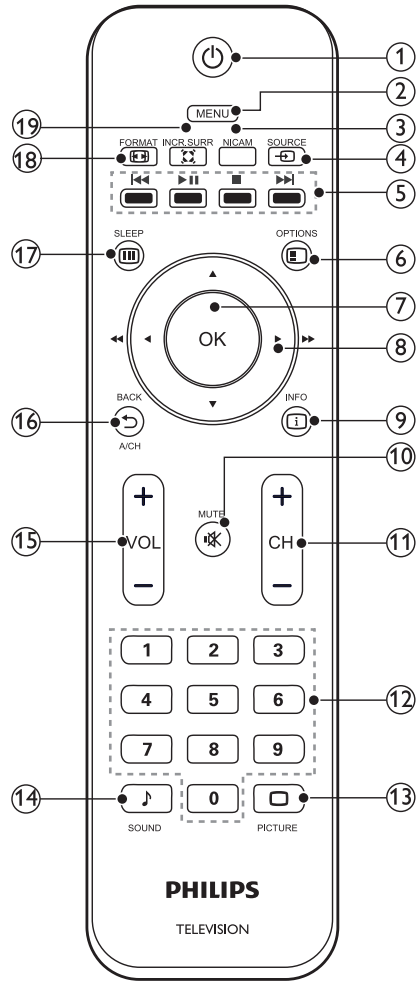 1
MENU
2
19
3
FORMAT INCR.SURR NICAM SOURCE
18
4
5
SLEEP
OPTIONS
17
6
7
OK
8
BACK
INFO
16
i
9
A/CH
10
+
MUTE
+
15
VOL
CH
11
−
−
1 2 3
4 5 6
12
7 8 9
14
0
13
SOUND
PICTURE
PHILIPS
TELEVISION